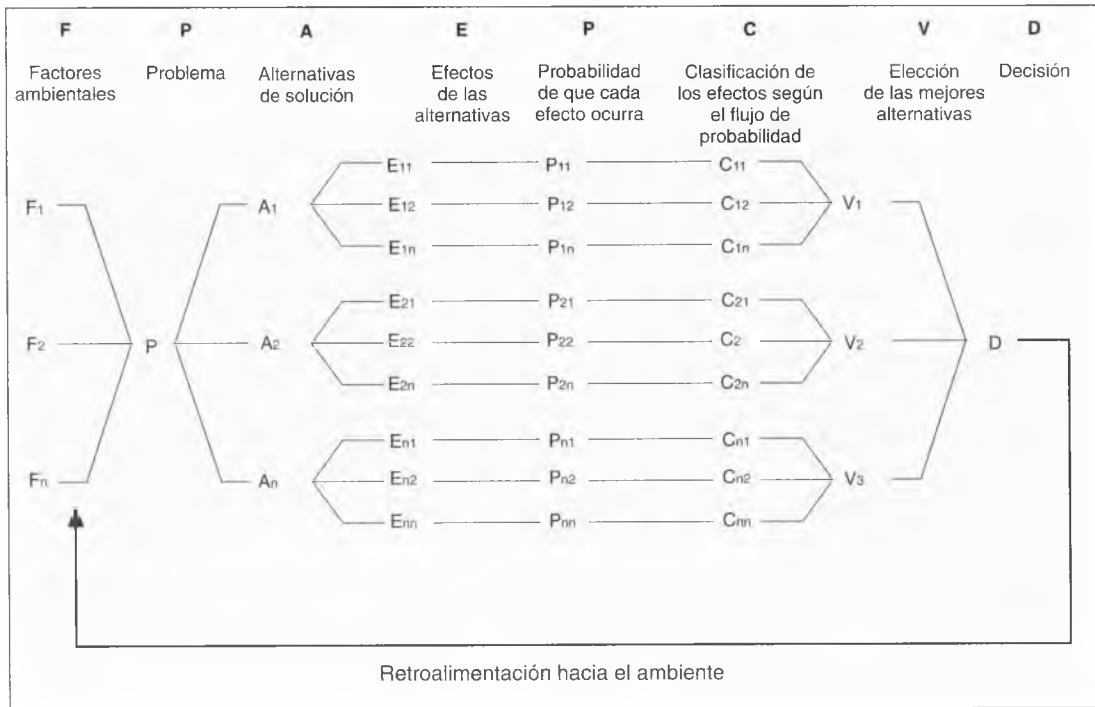 F P A E P C V D
Factores ambientales
Problema
Alternativas de solución
Efectos de las alternativas
Probabilidad de que cada efecto ocurra
Clasificación de los efectos según el flujo de probabilidad
Elección de las mejores alternativas
Decisión
E11 P11 C11
F1 A1 E12 P12 C12 V1
E1n P1n C1n
E21 P21 C21
F2 P A2 E22 P22 C2 V2 D
E2n P2n C2n
En1 Pn1 Cn1
Fn An En2 Pn2 Cn2 V3
Enn Pnn Cnn
Retroalimentación hacia el ambiente